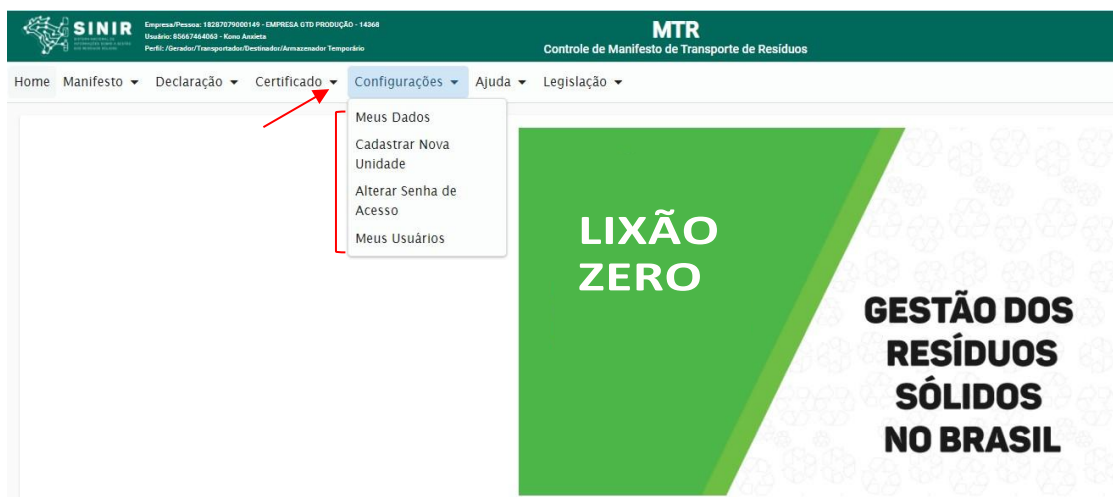 SINIR
Empresa/Pessoa: 18287079000149 - EMPRESA GTD PRODUÇÃO - 14368
Usuário: 85667464063 - Kono Anxieta
Perfil: /Gerador/Transportador/Destinador/Armazenador Temporário
MTR
Controle de Manifesto de Transporte de Resíduos
Home Manifesto Declaração Certificado Configurações Ajuda Legislação
Meus Dados
Cadastrar Nova
Unidade
Alterar Senha de
Acesso
Meus Usuários
LIXÃO
ZERO
GESTÃO DOS
RESÍDUOS
SÓLIDOS
NO BRASIL